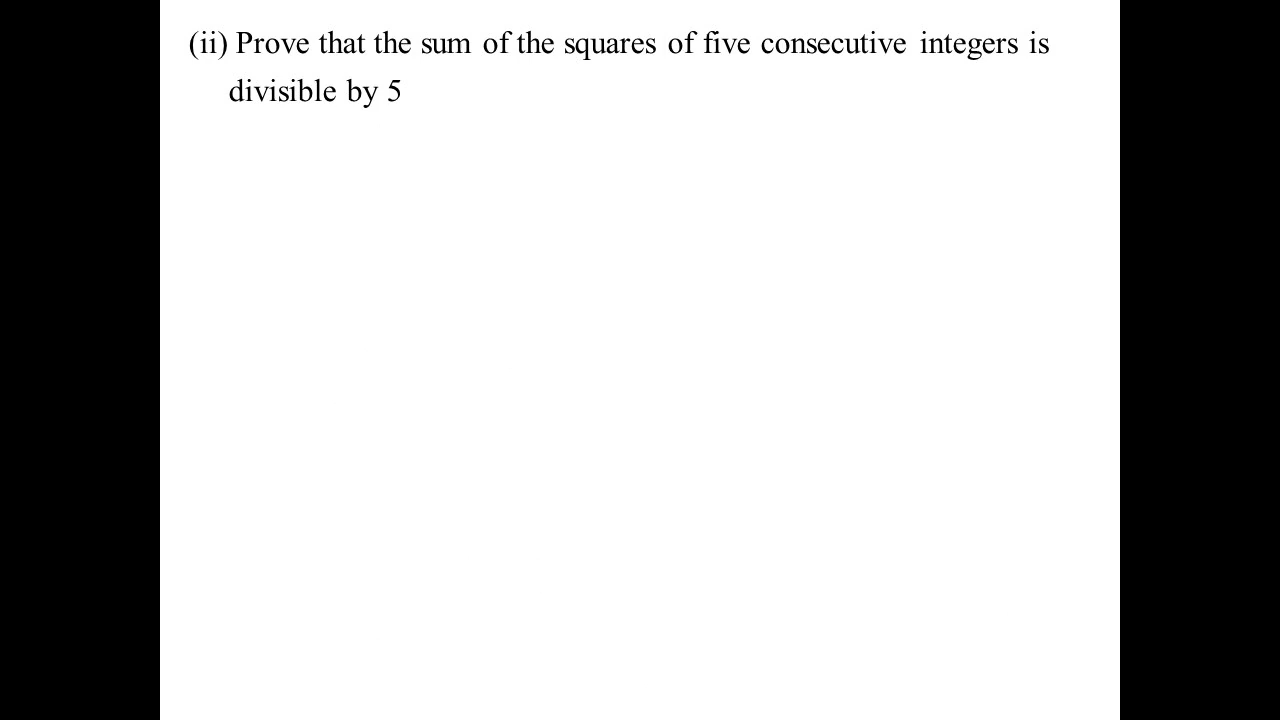 (ii) Prove that the sum of the squares of five consecutive integers is
divisible by 5